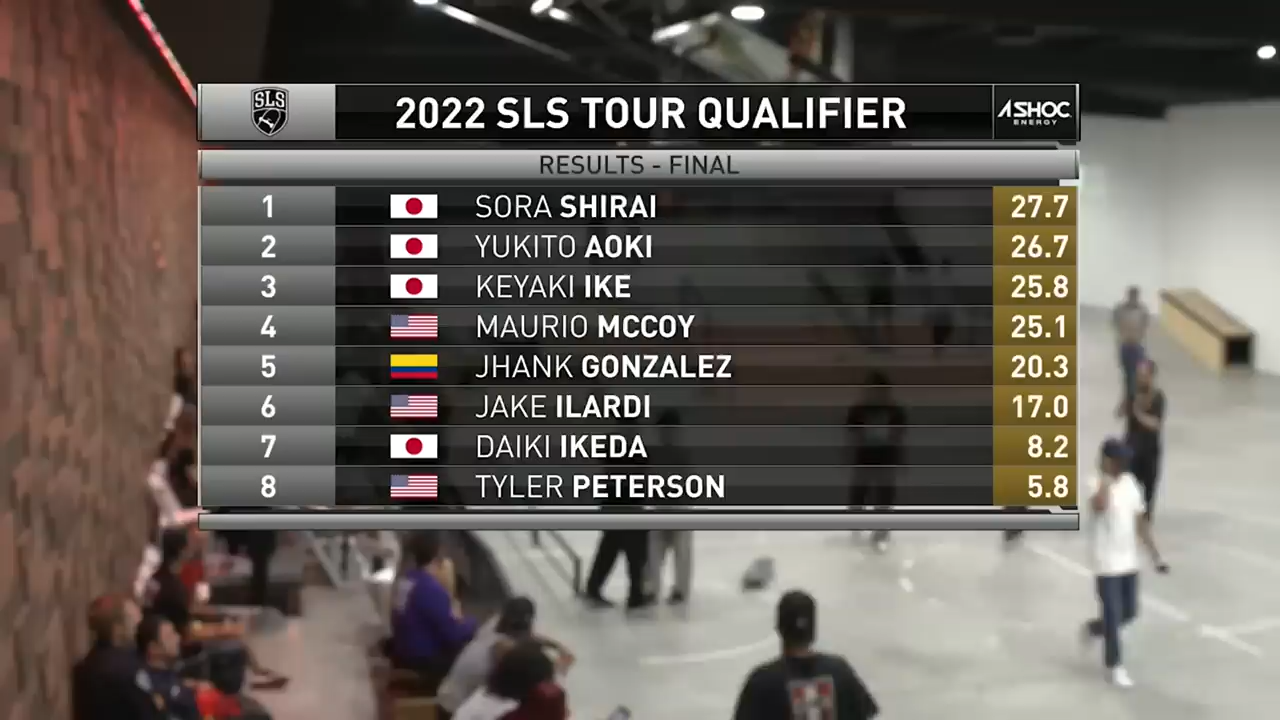 SLS
2022 SLS TOUR QUALIFIER
ASHOC
ENERGY
RESULTS - FINAL
1 SORA SHIRAI 27.7
2 YUKITO AOKI 26.7
3 KEYAKI IKE 25.8
4 MAURIO MCCOY 25.1
5 JHANK GONZALEZ 20.3
6 JAKE ILARDI 17.0
7 DAIKI IKEDA 8.2
8 TYLER PETERSON 5.8